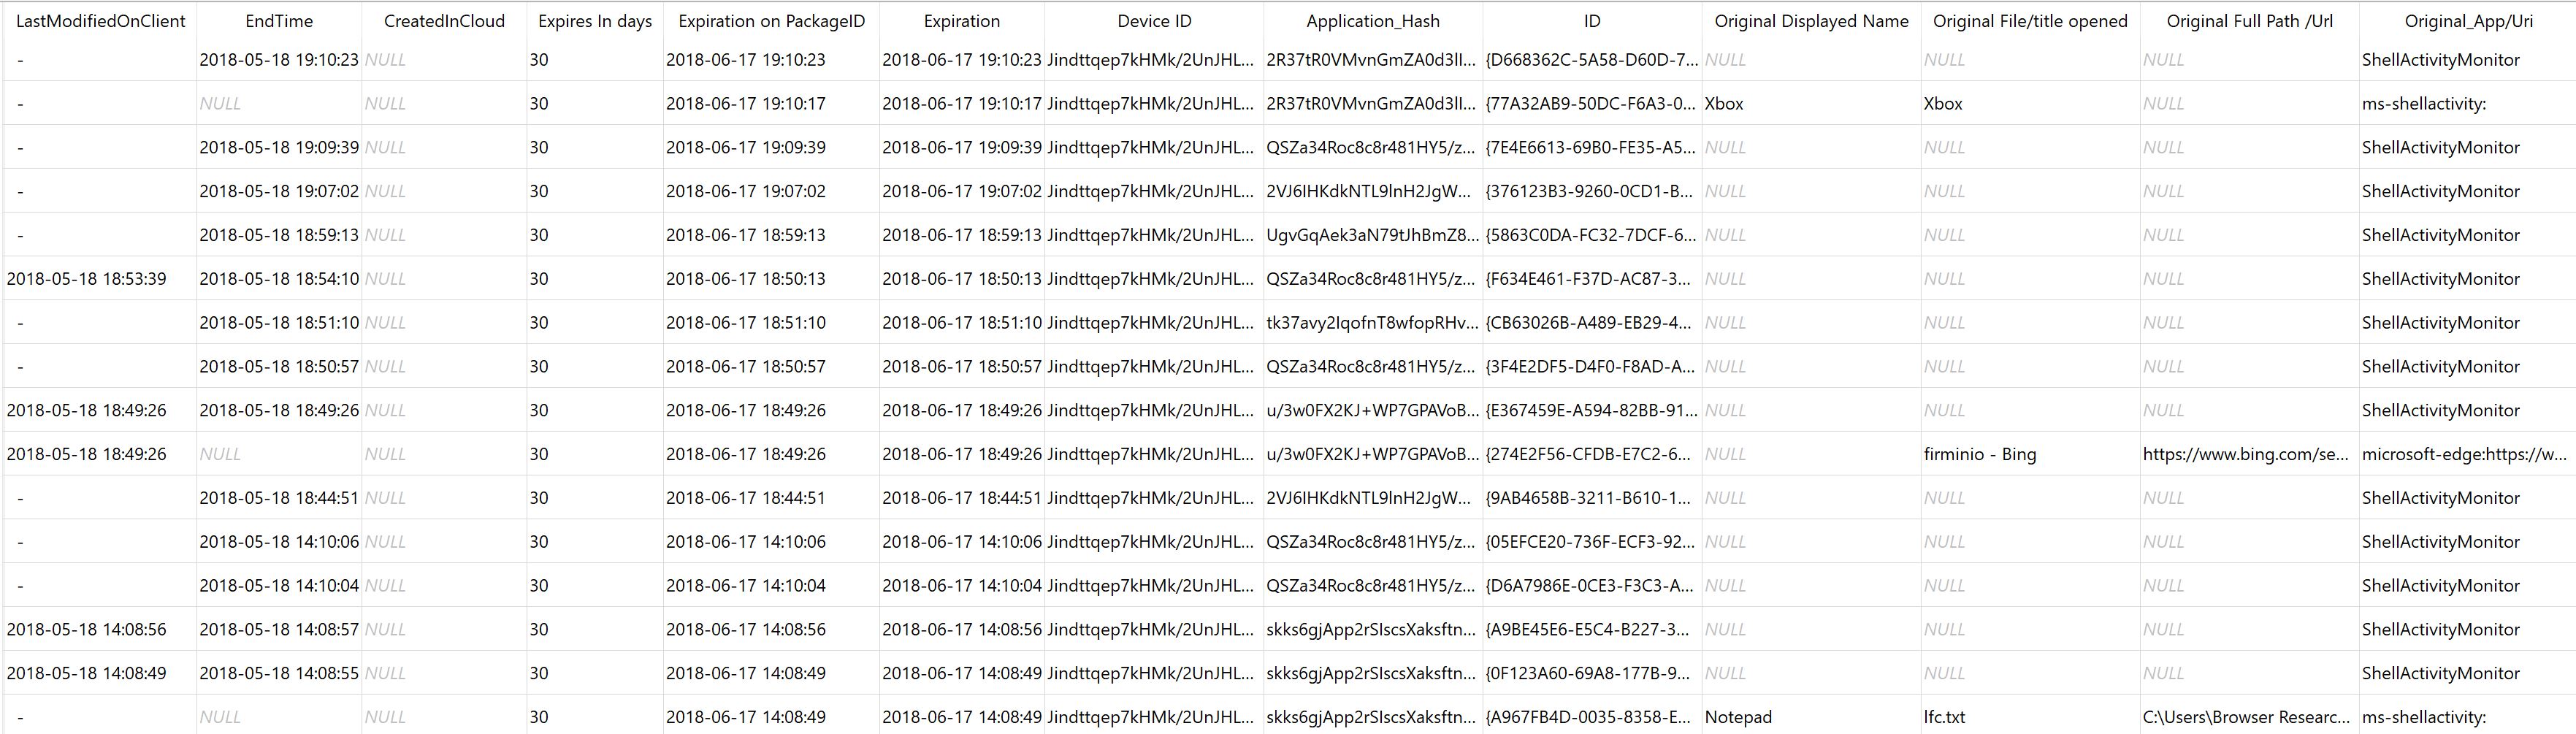 LastModifiedOnClient EndTime CreatedInCloud Expires In days Expiration on PackageID Expiration Device ID Application_Hash ID Original Displayed Name Original File/title opened Original Full Path /Url Original_App/Uri
- 2018-05-18 19:10:23 NULL 30 2018-06-17 19:10:23 2018-06-17 19:10:23 Jindttqep7kHMk/2UnJHL... 2R37tR0VMvnGmZA0d3lI... {D668362C-5A58-D60D-7... NULL NULL NULL ShellActivityMonitor
- NULL NULL 30 2018-06-17 19:10:17 2018-06-17 19:10:17 Jindttqep7kHMk/2UnJHL... 2R37tR0VMvnGmZA0d3lI... {77A32AB9-50DC-F6A3-0... Xbox Xbox NULL ms-shellactivity:
- 2018-05-18 19:09:39 NULL 30 2018-06-17 19:09:39 2018-06-17 19:09:39 Jindttqep7kHMk/2UnJHL... QSZa34Roc8c8r481HY5/z... {7E4E6613-69B0-FE35-A5... NULL NULL NULL ShellActivityMonitor
- 2018-05-18 19:07:02 NULL 30 2018-06-17 19:07:02 2018-06-17 19:07:02 Jindttqep7kHMk/2UnJHL... 2VJ6IHKdkNTL9lnH2JgW... {376123B3-9260-0CD1-B... NULL NULL NULL ShellActivityMonitor
- 2018-05-18 18:59:13 NULL 30 2018-06-17 18:59:13 2018-06-17 18:59:13 Jindttqep7kHMk/2UnJHL... UgvGqAek3aN79tJhBmZ8... {5863C0DA-FC32-7DCF-6... NULL NULL NULL ShellActivityMonitor
2018-05-18 18:53:39 2018-05-18 18:54:10 NULL 30 2018-06-17 18:50:13 2018-06-17 18:50:13 Jindttqep7kHMk/2UnJHL... QSZa34Roc8c8r481HY5/z... {F634E461-F37D-AC87-3... NULL NULL NULL ShellActivityMonitor
- 2018-05-18 18:51:10 NULL 30 2018-06-17 18:51:10 2018-06-17 18:51:10 Jindttqep7kHMk/2UnJHL... tk37avy2IqofnT8wfopRHv... {CB63026B-A489-EB29-4... NULL NULL NULL ShellActivityMonitor
- 2018-05-18 18:50:57 NULL 30 2018-06-17 18:50:57 2018-06-17 18:50:57 Jindttqep7kHMk/2UnJHL... QSZa34Roc8c8r481HY5/z... {3F4E2DF5-D4F0-F8AD-A... NULL NULL NULL ShellActivityMonitor
2018-05-18 18:49:26 2018-05-18 18:49:26 NULL 30 2018-06-17 18:49:26 2018-06-17 18:49:26 Jindttqep7kHMk/2UnJHL... u/3w0FX2KJ+WP7GPAVoB... {E367459E-A594-82BB-91... NULL NULL NULL ShellActivityMonitor
2018-05-18 18:49:26 NULL NULL 30 2018-06-17 18:49:26 2018-06-17 18:49:26 Jindttqep7kHMk/2UnJHL... u/3w0FX2KJ+WP7GPAVoB... {274E2F56-CFDB-E7C2-6... NULL firminio - Bing https://www.bing.com/se... microsoft-edge:https://w...
- 2018-05-18 18:44:51 NULL 30 2018-06-17 18:44:51 2018-06-17 18:44:51 Jindttqep7kHMk/2UnJHL... 2VJ6IHKdkNTL9lnH2JgW... {9AB4658B-3211-B610-1... NULL NULL NULL ShellActivityMonitor
- 2018-05-18 14:10:06 NULL 30 2018-06-17 14:10:06 2018-06-17 14:10:06 Jindttqep7kHMk/2UnJHL... QSZa34Roc8c8r481HY5/z... {05EFCE20-736F-ECF3-92... NULL NULL NULL ShellActivityMonitor
- 2018-05-18 14:10:04 NULL 30 2018-06-17 14:10:04 2018-06-17 14:10:04 Jindttqep7kHMk/2UnJHL... QSZa34Roc8c8r481HY5/z... {D6A7986E-0CE3-F3C3-A... NULL NULL NULL ShellActivityMonitor
2018-05-18 14:08:56 2018-05-18 14:08:57 NULL 30 2018-06-17 14:08:56 2018-06-17 14:08:56 Jindttqep7kHMk/2UnJHL... skks6gjApp2rSIscsXaksftn... {A9BE45E6-E5C4-B227-3... NULL NULL NULL ShellActivityMonitor
2018-05-18 14:08:49 2018-05-18 14:08:55 NULL 30 2018-06-17 14:08:49 2018-06-17 14:08:49 Jindttqep7kHMk/2UnJHL... skks6gjApp2rSIscsXaksftn... {0F123A60-69A8-177B-9... NULL NULL NULL ShellActivityMonitor
- NULL NULL 30 2018-06-17 14:08:49 2018-06-17 14:08:49 Jindttqep7kHMk/2UnJHL... skks6gjApp2rSIscsXaksftn... {A967FB4D-0035-8358-E... Notepad lfc.txt C:\Users\Browser Researc... ms-shellactivity: